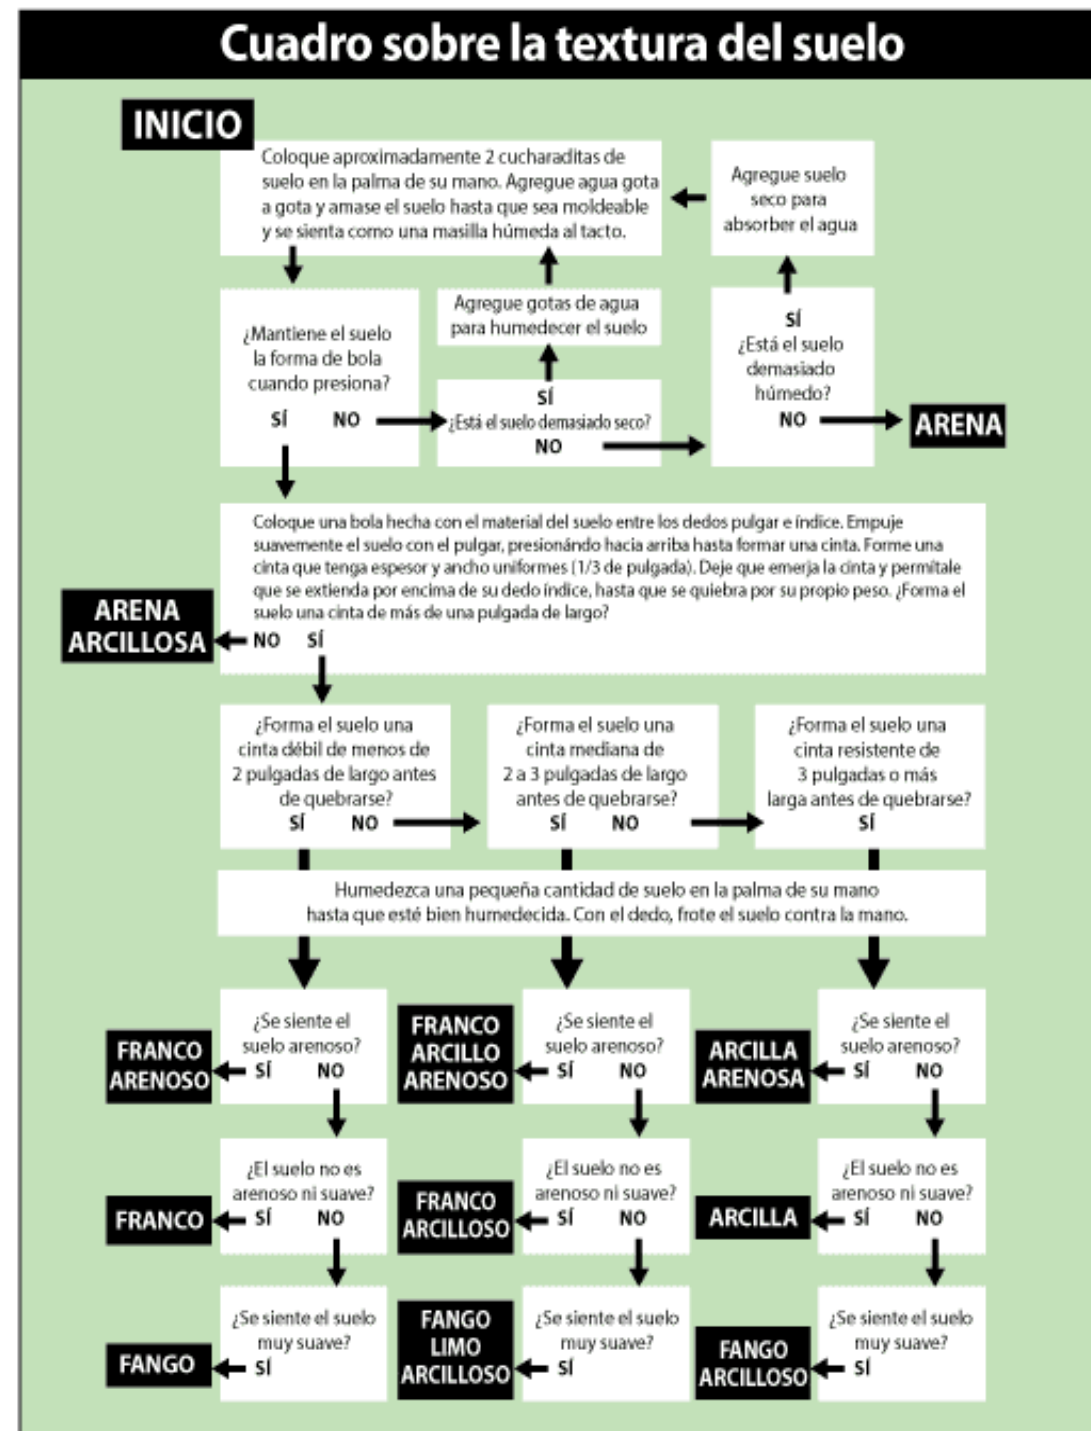 Cuadro sobre la textura del suelo
INICIO
Coloque aproximadamente 2 cucharaditas de
suelo en la palma de su mano. Agregue agua gota
a gota y amase el suelo hasta que sea moldeable
y se sienta como una masilla húmeda al tacto.
Agregue suelo
seco para
absorber el agua
¿Mantiene el suelo
la forma de bola
cuando presiona?
SÍ NO
Agregue gotas de agua
para humedecer el suelo
SÍ
¿Está el suelo demasiado seco?
NO
SÍ
¿Está el suelo
demasiado
húmedo?
NO
ARENA
Coloque una bola hecha con el material del suelo entre los dedos pulgar e índice. Empuje
suavemente el suelo con el pulgar, presionándo hacia arriba hasta formar una cinta. Forme una
cinta que tenga espesor y ancho uniformes (1/3 de pulgada). Deje que emerja la cinta y permítale
que se extienda por encima de su dedo índice, hasta que se quiebra por su propio peso. ¿Forma el
suelo una cinta de más de una pulgada de largo?
NO SÍ
ARENA
ARCILLOSA
¿Forma el suelo una
cinta débil de menos de
2 pulgadas de largo antes
de quebrarse?
SÍ NO
¿Forma el suelo una
cinta mediana de
2 a 3 pulgadas de largo
antes de quebrarse?
SÍ NO
¿Forma el suelo una
cinta resistente de
3 pulgadas o más
larga antes de quebrarse?
SÍ
Humedezca una pequeña cantidad de suelo en la palma de su mano
hasta que esté bien humedecida. Con el dedo, frote el suelo contra la mano.
FRANCO
ARENOSO
¿Se siente el
suelo arenoso?
SÍ NO
FRANCO
ARCILLO
ARENOSO
¿Se siente el
suelo arenoso?
SÍ NO
ARCILLA
ARENOSA
¿Se siente el
suelo arenoso?
SÍ NO
FRANCO
¿El suelo no es
arenoso ni suave?
SÍ NO
FRANCO
ARCILLOSO
¿El suelo no es
arenoso ni suave?
SÍ NO
ARCILLA
¿El suelo no es
arenoso ni suave?
SÍ NO
FANGO
¿Se siente el suelo
muy suave?
SÍ
FANGO
LIMO
ARCILLOSO
¿Se siente el suelo
muy suave?
SÍ
FANGO
ARCILLOSO
¿Se siente el suelo
muy suave?
SÍ